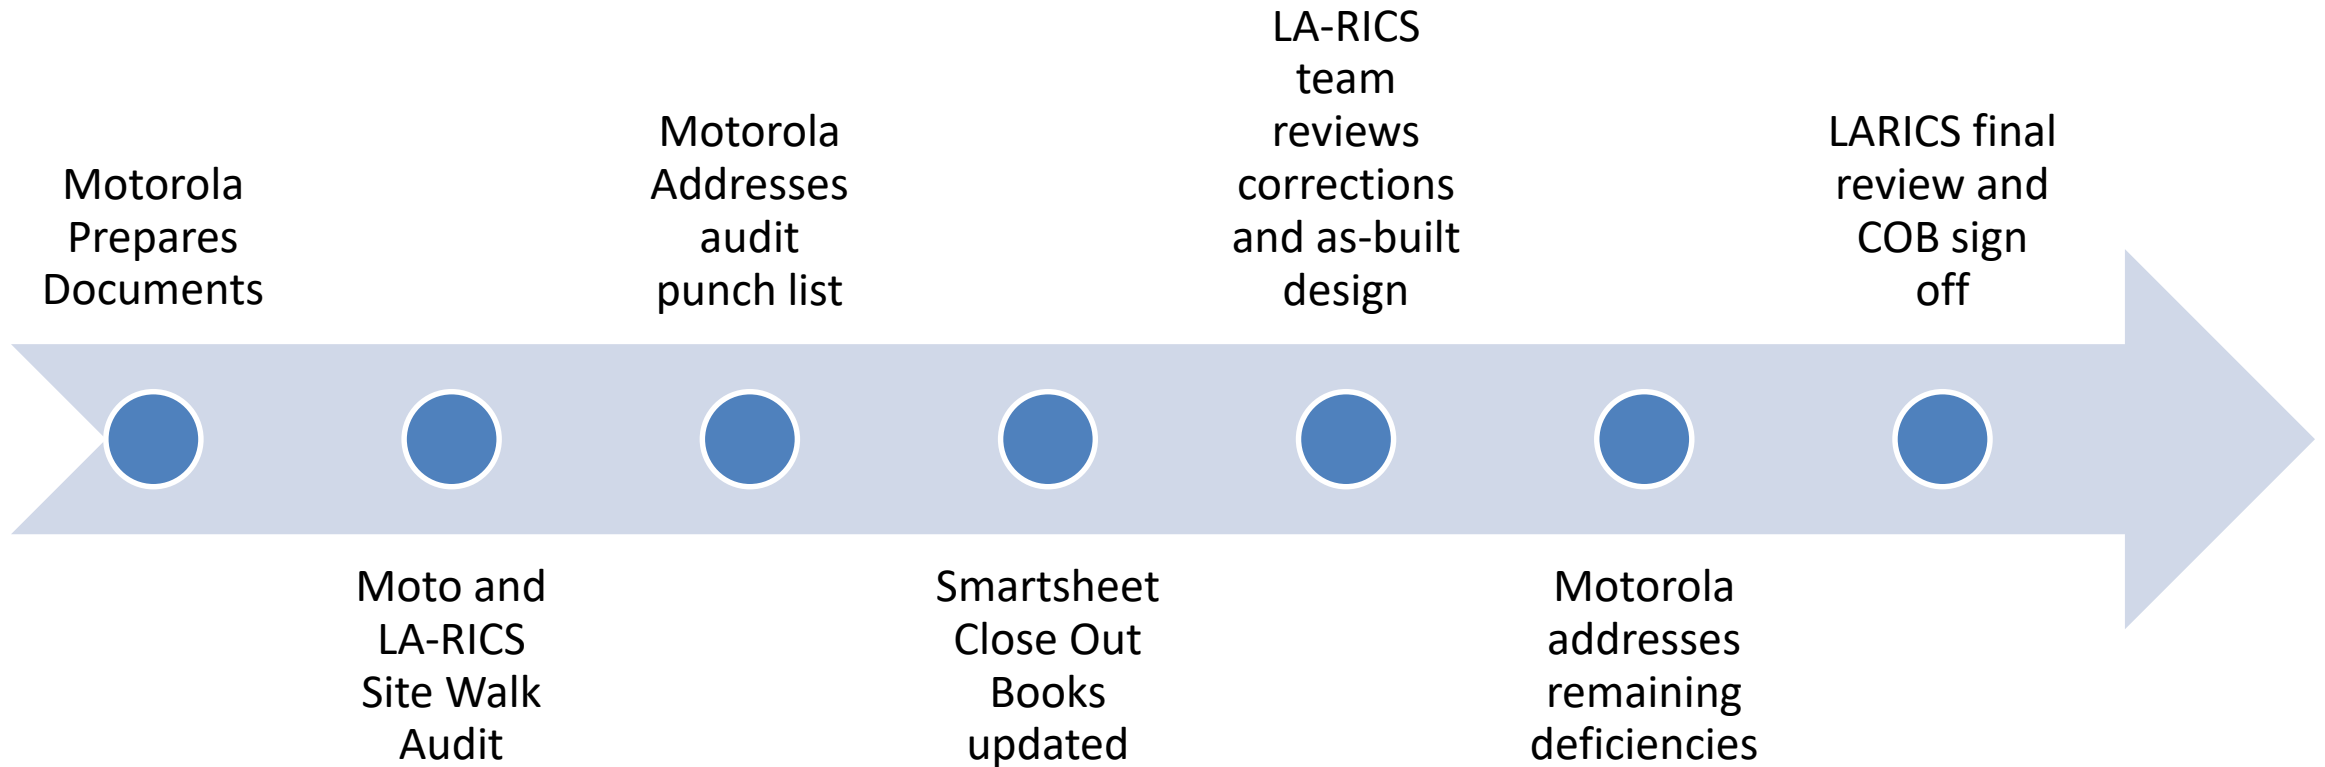 Motorola
Prepares
Documents
Moto and
LA-RICS
Site Walk
Audit
Motorola
Addresses
audit
punch list
Smartsheet
Close Out
Books
updated
LA-RICS
team
reviews
corrections
and as-built
design
Motorola
addresses
remaining
deficiencies
LARICS final
review and
COB sign
off